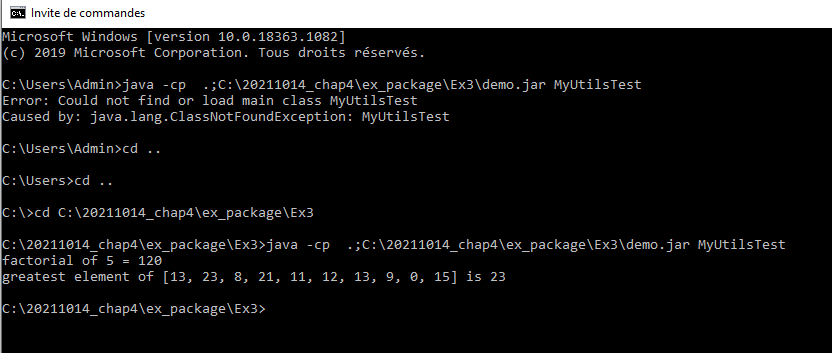 Invite de commandes
Microsoft Windows [version 10.0.18363.1082]
(c) 2019 Microsoft Corporation. Tous droits réservés.
C:\Users\Admin>java -cp  .;C:\20211014_chap4\ex_package\Ex3\demo.jar MyUtilsTest
Error: Could not find or load main class MyUtilsTest
Caused by: java.lang.ClassNotFoundException: MyUtilsTest
C:\Users\Admin>cd ..
C:\Users>cd ..
C:\>cd C:\20211014_chap4\ex_package\Ex3
C:\20211014_chap4\ex_package\Ex3>java -cp  .;C:\20211014_chap4\ex_package\Ex3\demo.jar MyUtilsTest
factorial of 5 = 120
greatest element of [13, 23, 8, 21, 11, 12, 13, 9, 0, 15] is 23
C:\20211014_chap4\ex_package\Ex3>